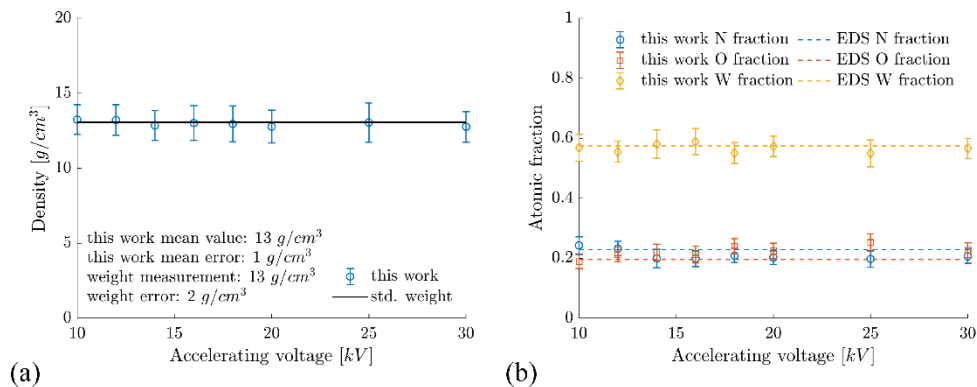 20
15
10
5
0
Density [g/cm³]
this work mean value: 13 g/cm³
this work mean error: 1 g/cm³
weight measurement: 13 g/cm³
weight error: 2 g/cm³
this work
std. weight
10 15 20 25 30
Accelerating voltage [kV]
(a)
1
0.8
0.6
0.4
0.2
0
Atomic fraction
this work N fraction
this work O fraction
this work W fraction
EDS N fraction
EDS O fraction
EDS W fraction
10 15 20 25 30
Accelerating voltage [kV]
(b)